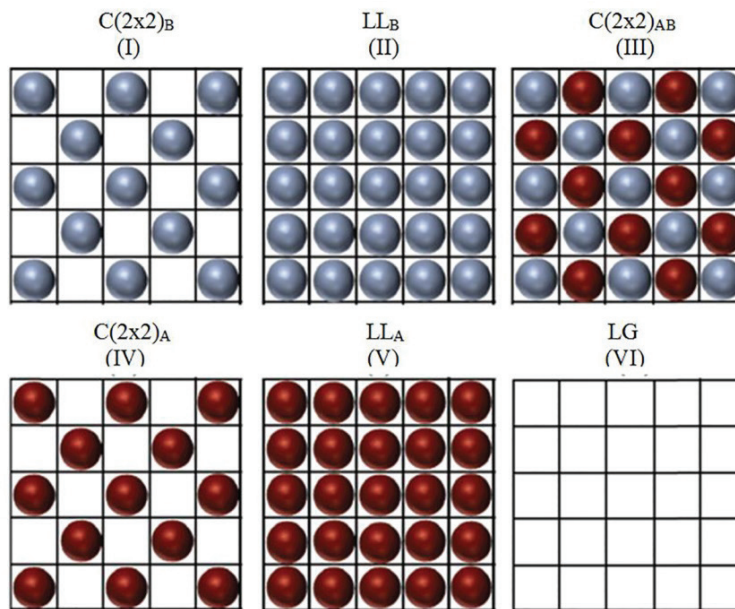 C(2x2)B
(I)
LLB
(II)
C(2x2)AB
(III)
C(2x2)A
(IV)
LLA
(V)
LG
(VI)